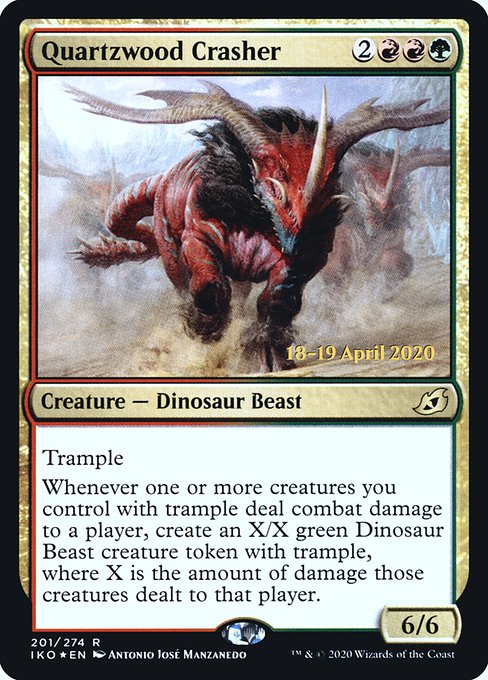 Quartzwood Crasher 2
18–19 April 2020
Creature — Dinosaur Beast
Trample
Whenever one or more creatures you
control with trample deal combat damage
to a player, create an X/X green Dinosaur
Beast creature token with trample,
where X is the amount of damage those
creatures dealt to that player.
6/6
201/274 R
IKO★EN Antonio José Manzanedo
™ & © 2020 Wizards of the Coast